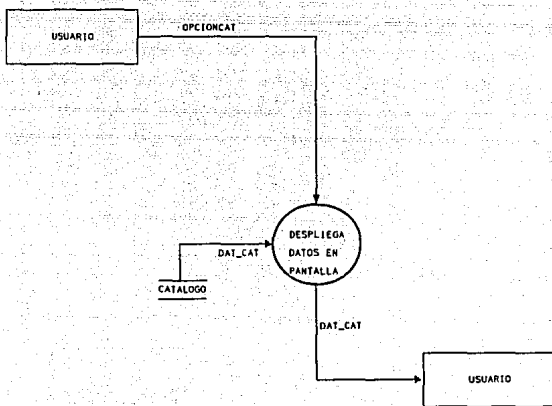 USUARIO
OPCIONCAT
DESPLIEGA
DATOS EN
PANTALLA
DAT_CAT
CATALOGO
DAT_CAT
USUARIO